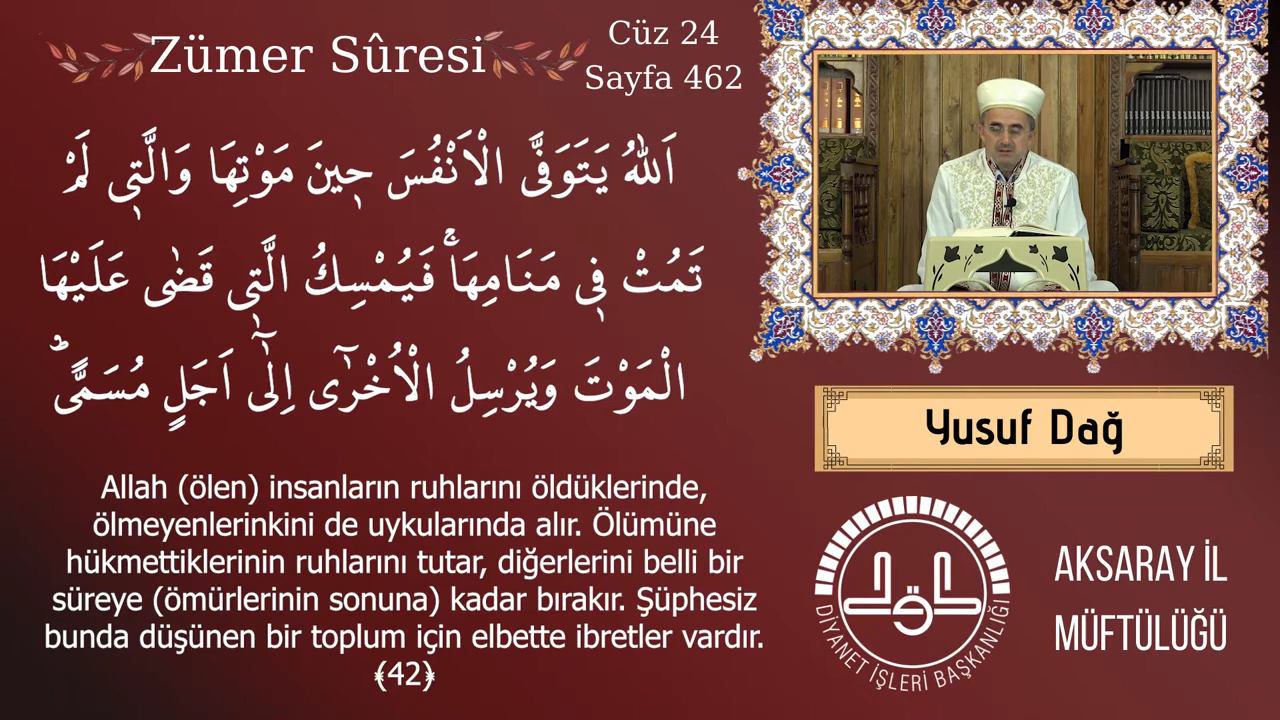 Zümer Sûresi
Cüz 24
Sayfa 462
اَللّٰهُ يَتَوَفَّى الْاَنْفُسَ ح۪ينَ مَوْتِهَا وَالَّت۪ي لَمْ
تَمُتْ ف۪ي مَنَامِهَاۚ فَيُمْسِكُ الَّت۪ي قَضٰى عَلَيْهَا
الْمَوْتَ وَيُرْسِلُ الْاُخْرٰٓى اِلٰٓى اَجَلٍ مُسَمًّىۜ
Allah (ölen) insanların ruhlarını öldüklerinde,
ölmeyenlerinkini de uykularında alır. Ölümüne
hükmettiklerinin ruhlarını tutar, diğerlerini belli bir
süreye (ömürlerinin sonuna) kadar bırakır. Şüphesiz
bunda düşünen bir toplum için elbette ibretler vardır.
﴾42﴿
Yusuf Dağ
DİYANET İŞLERİ BAŞKANLIĞI
AKSARAY İL
MÜFTÜLÜĞÜ